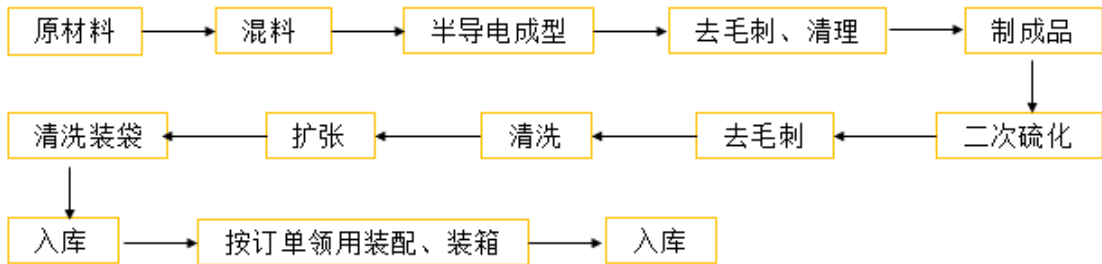 原材料
混料
半导电成型
去毛刺、清理
制成品
二次硫化
去毛刺
清洗
扩张
清洗装袋
入库
按订单领用装配、装箱
入库